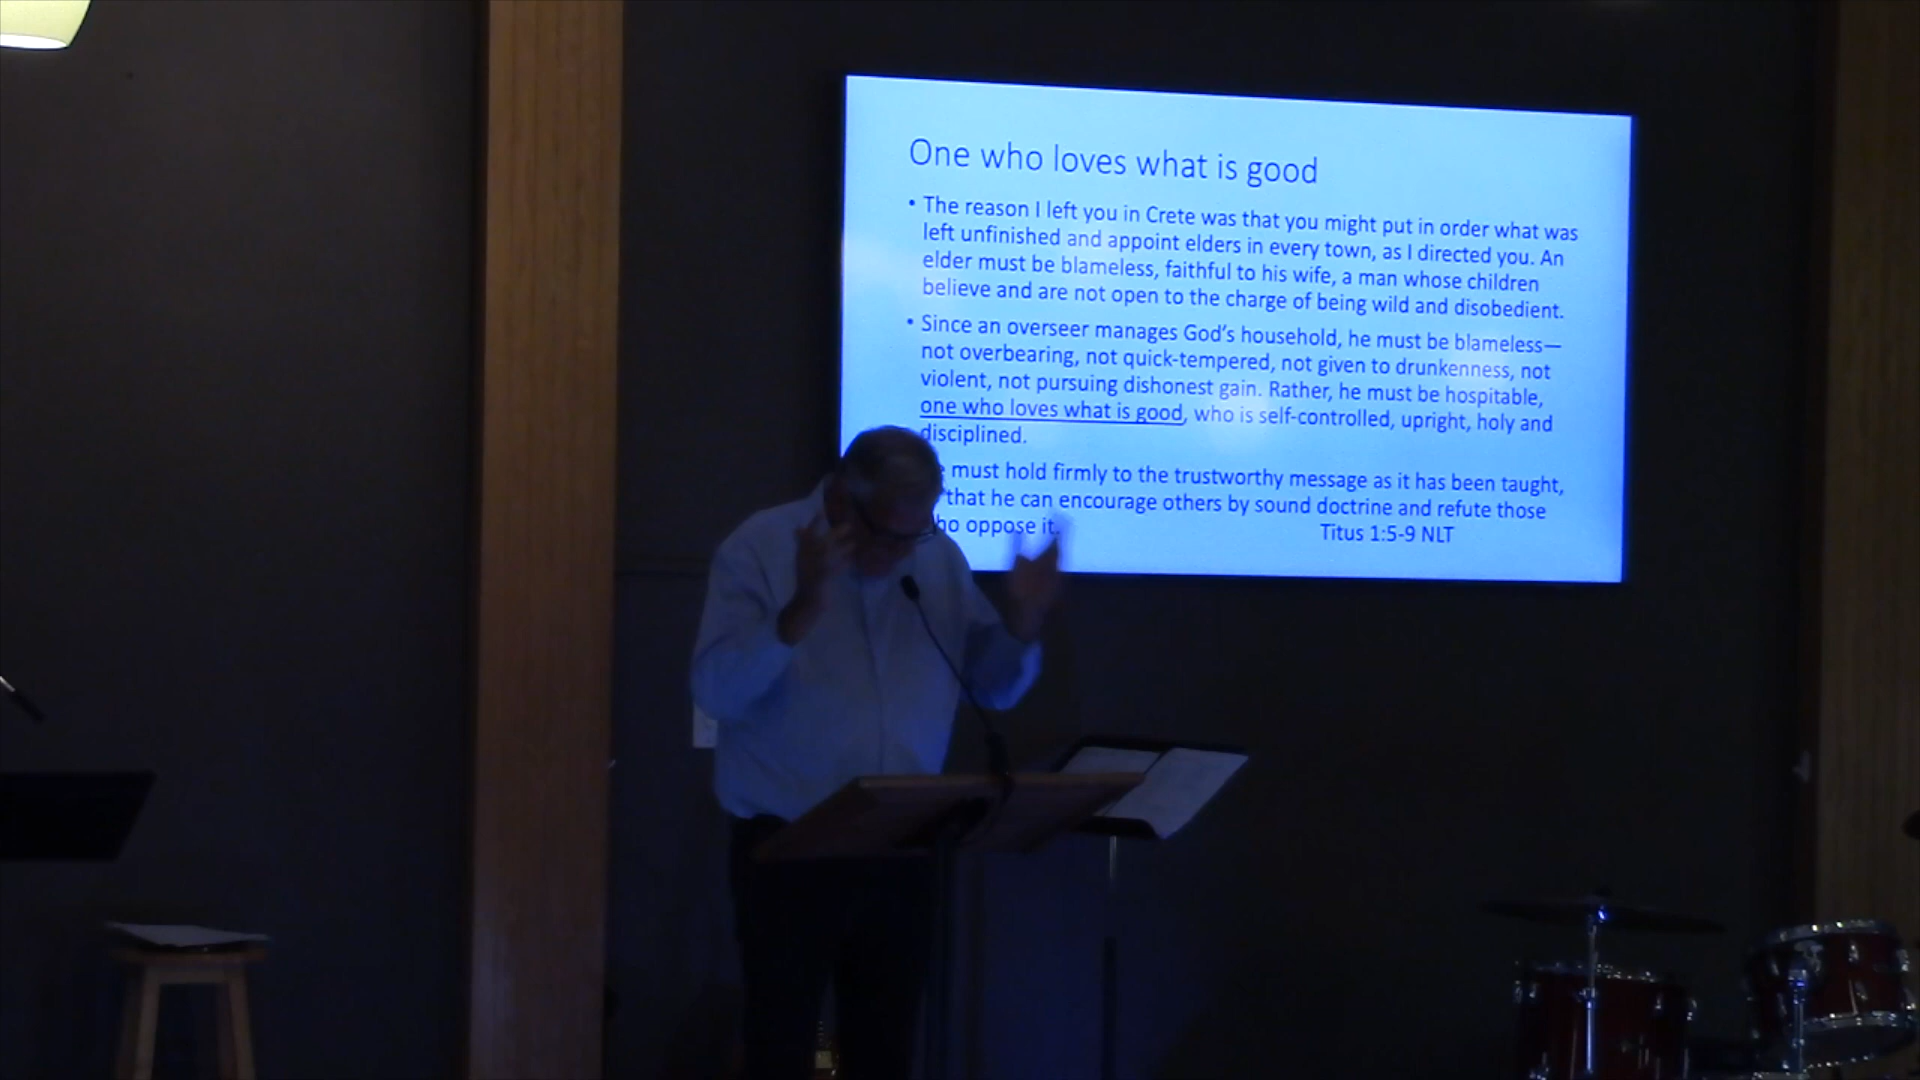 One who loves what is good
• The reason I left you in Crete was that you might put in order what was
left unfinished and appoint elders in every town, as I directed you. An
elder must be blameless, faithful to his wife, a man whose children
believe and are not open to the charge of being wild and disobedient.
• Since an overseer manages God's household, he must be blameless—
not overbearing, not quick-tempered, not given to drunkenness, not
violent, not pursuing dishonest gain. Rather, he must be hospitable,
one who loves what is good, who is self-controlled, upright, holy and
disciplined.
must hold firmly to the trustworthy message as it has been taught,
that he can encourage others by sound doctrine and refute those
oppose it. Titus 1:5-9 NLT